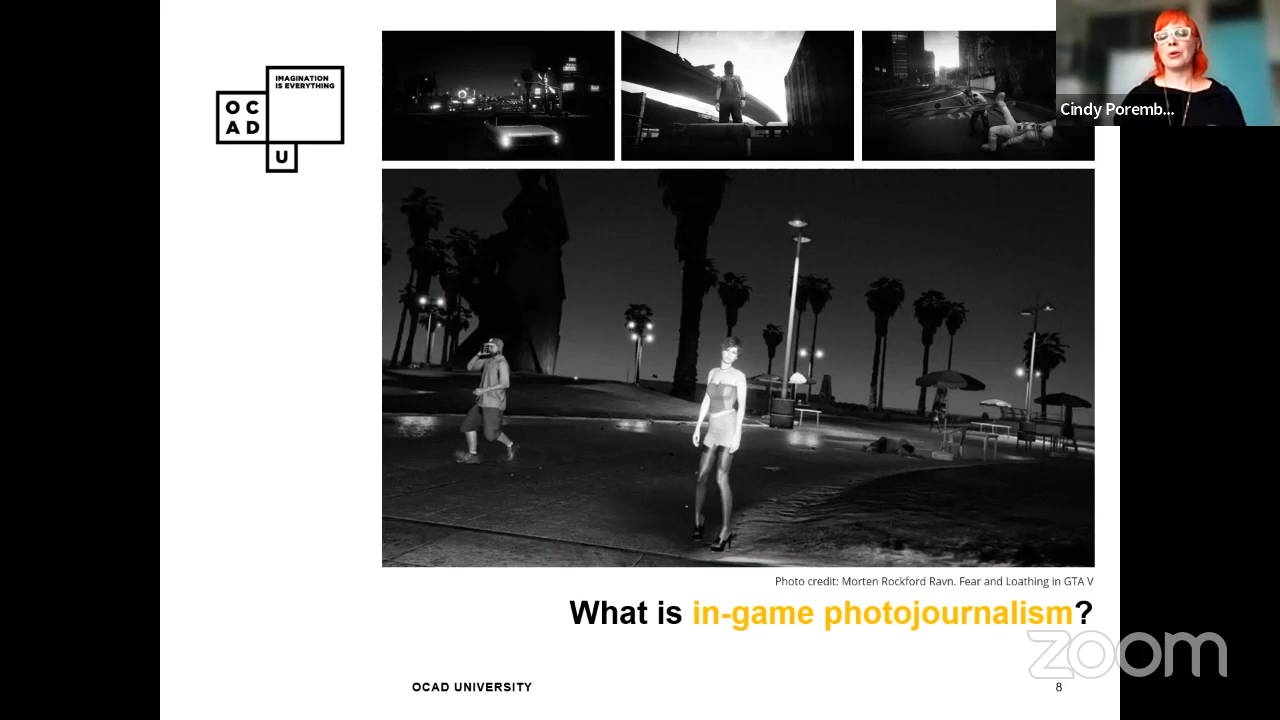 IMAGINATION
IS EVERYTHING
OC
AD
U
Cindy Poremb...
Photo credit: Morten Rockford Ravn. Fear and Loathing in GTA V
What is in-game photojournalism?
zoom
OCAD UNIVERSITY
8